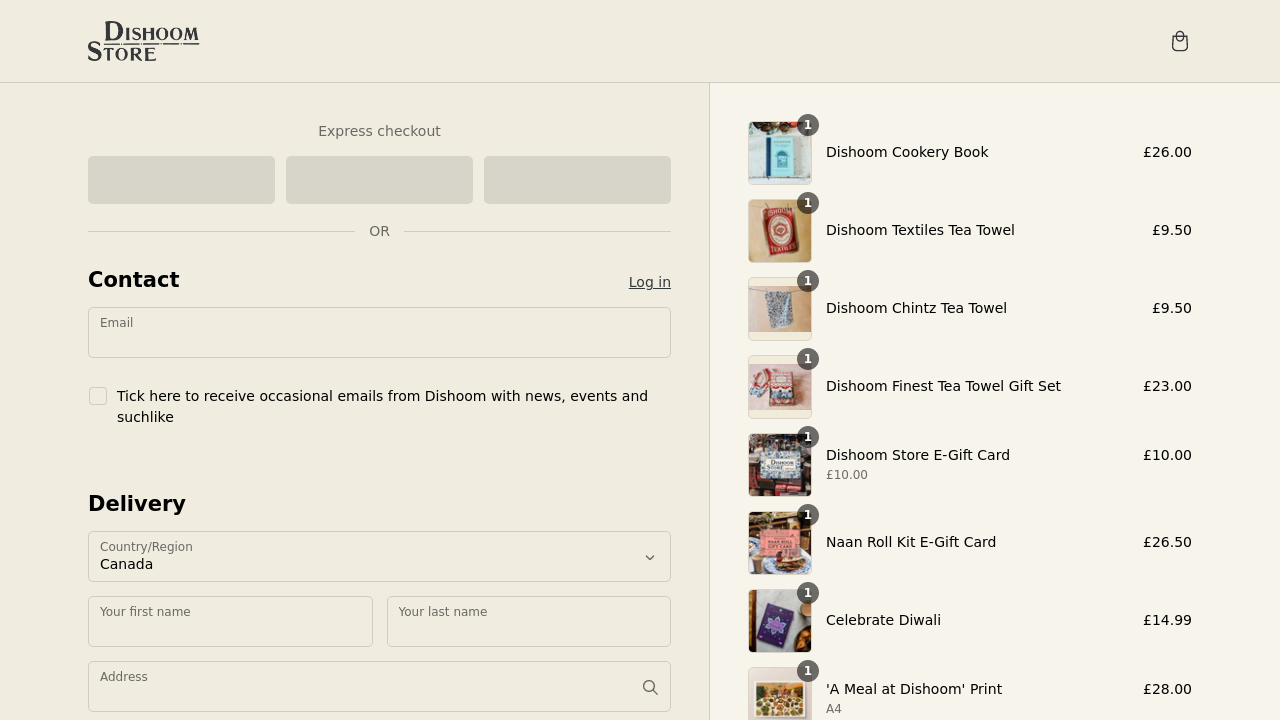 DISHOOM
STORE
Express checkout
OR
Contact
Log in
Email
Tick here to receive occasional emails from Dishoom with news, events and
suchlike
Delivery
Country/Region
Canada
Your first name
Your last name
Address
1
Dishoom Cookery Book
£26.00
1
Dishoom Textiles Tea Towel
£9.50
1
Dishoom Chintz Tea Towel
£9.50
1
Dishoom Finest Tea Towel Gift Set
£23.00
1
Dishoom Store E-Gift Card
£10.00
£10.00
1
Naan Roll Kit E-Gift Card
£26.50
1
Celebrate Diwali
£14.99
1
'A Meal at Dishoom' Print
£28.00
A4